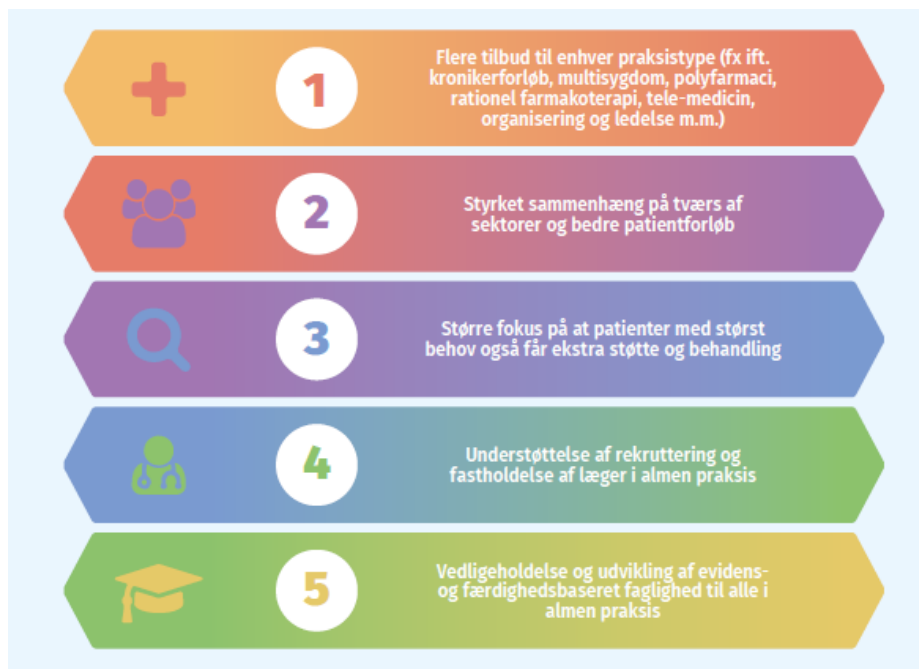 1
Flere tilbud til enhver praksistype (fx ift.
kronikerforløb, multisygdom, polyfarmaci,
rationel farmakoterapi, tele-medicin,
organisering og ledelse m.m.)
2
Styrket sammenhæng på tværs af
sektorer og bedre patientforløb
3
Større fokus på at patienter med størst
behov også får ekstra støtte og behandling
4
Understøttelse af rekruttering og
fastholdelse af læger i almen praksis
5
Vedligeholdelse og udvikling af evidens-
og færdighedsbaseret faglighed til alle i
almen praksis